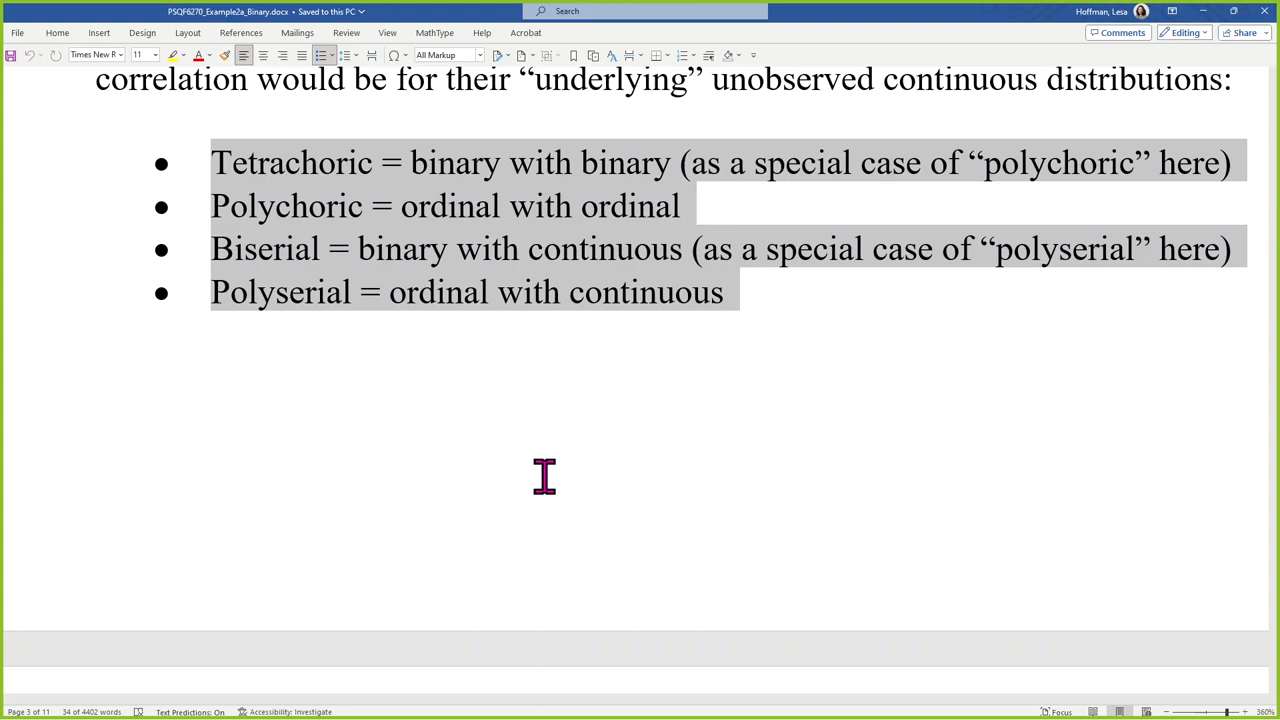 PSQF6270_Example2a_Binary.docx • Saved to this PC
Search
Hoffman, Lesa
File Home Insert Draw Design Layout References Mailings Review View MathType Help Acrobat
Comments Editing Share
Times New R 11 All Markup
correlation would be for their “underlying” unobserved continuous distributions:
• Tetrachoric = binary with binary (as a special case of “polychoric” here)
• Polychoric = ordinal with ordinal
• Biserial = binary with continuous (as a special case of “polyserial” here)
• Polyserial = ordinal with continuous
Page 3 of 11 34 of 4402 words Text Predictions: On Accessibility: Investigate Focus 360%